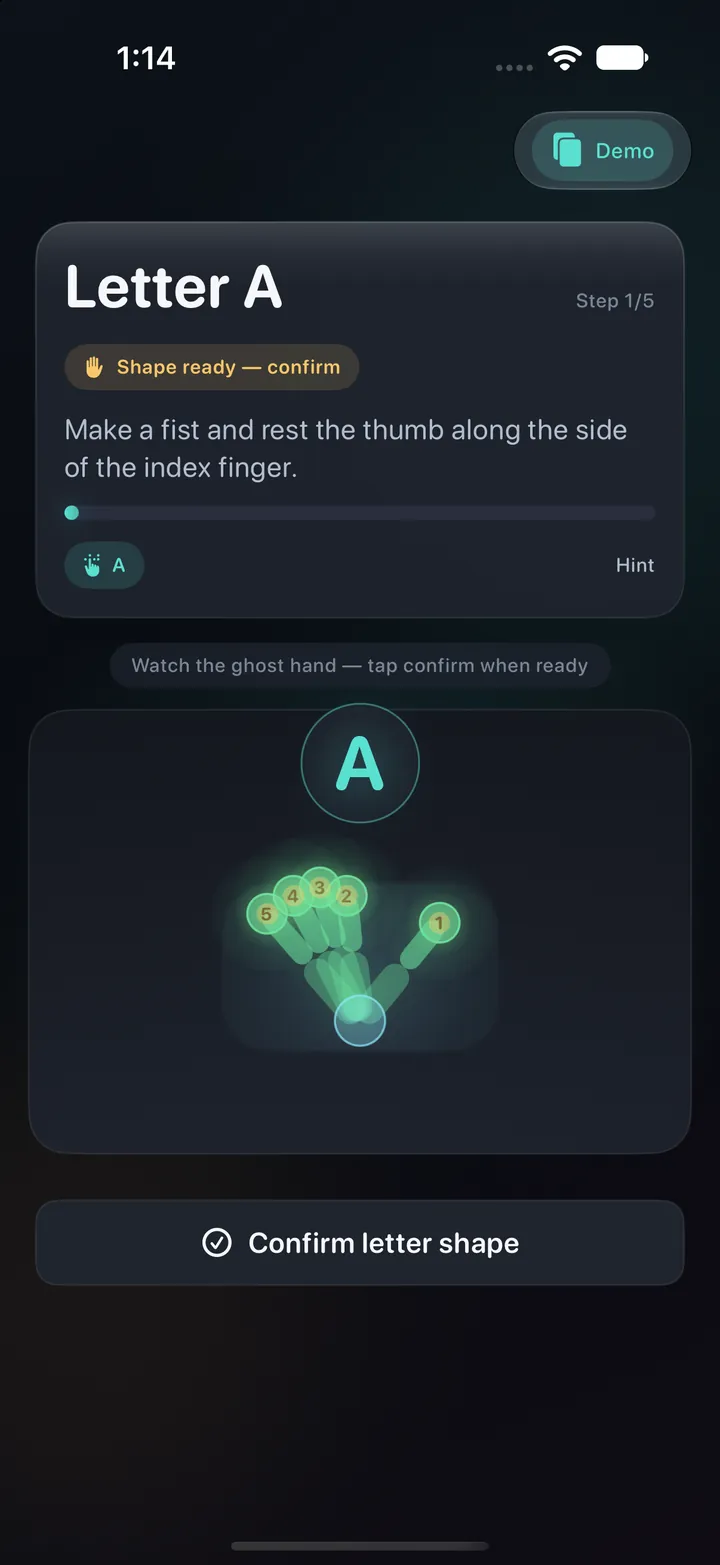 1:14
Demo
Letter A
Step 1/5
Shape ready — confirm
Make a fist and rest the thumb along the side
of the index finger.
A
Hint
Watch the ghost hand — tap confirm when ready
A
5 4 3 2 1
Confirm letter shape